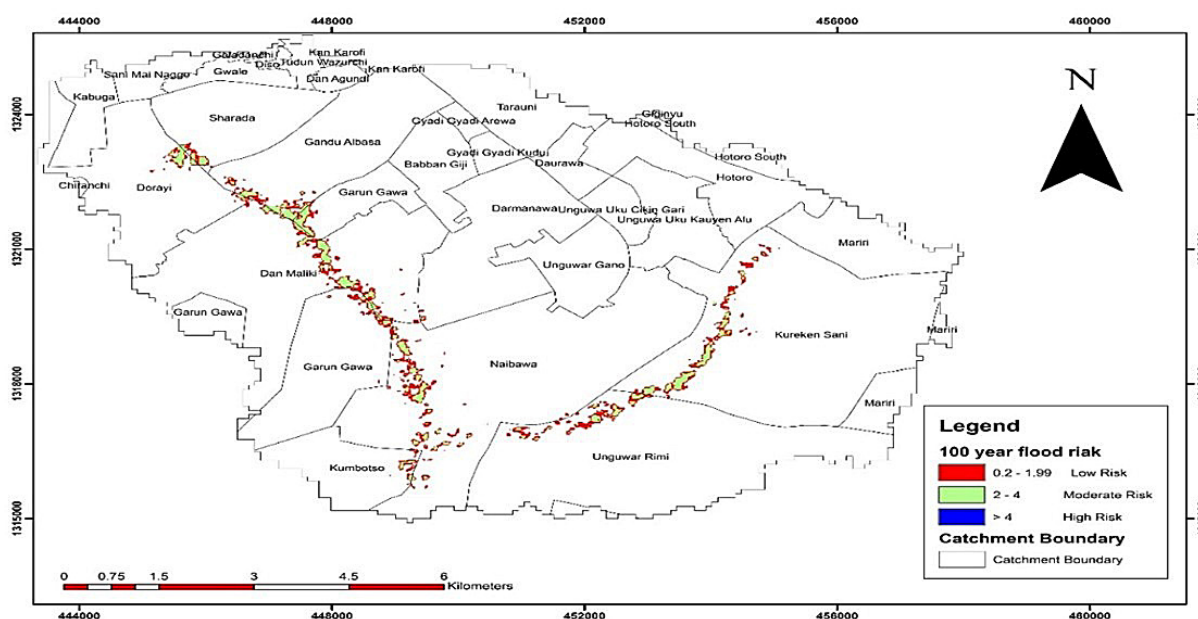 444000 448000 452000 456000 460000
Kan Karofi
Galadanchi
Diso Tudun Wazurchi
Sani Mai Nagge Gwale Kan Karofi
Dan Agundi
Kabuga
Tarauni
Sharada Gyadi Gyadi Arewa
Hotoro South
Gandu Albasa
Gyadi Gyadi Kudu
Babban Giji Daurawa Hotoro South
Hotoro
Chiranchi Dorayi Garun Gawa
Darmanawa Unguwa Uku Cikin Gari
Unguwa Uku Kauyen Alu
Mariri
Dan Maliki Unguwar Gano
Garun Gawa
Kureken Sani Mariri
Garun Gawa Naibawa
Mariri
Kumbotso Unguwar Rimi
N
1324000
1321000
1318000
1315000
Legend
100 year flood riak
0.2 - 1.99 Low Risk
2 - 4 Moderate Risk
> 4 High Risk
Catchment Boundary
Catchment Boundary
0 0.75 1.5 3 4.5 6
Kilometers
444000 448000 452000 456000 460000